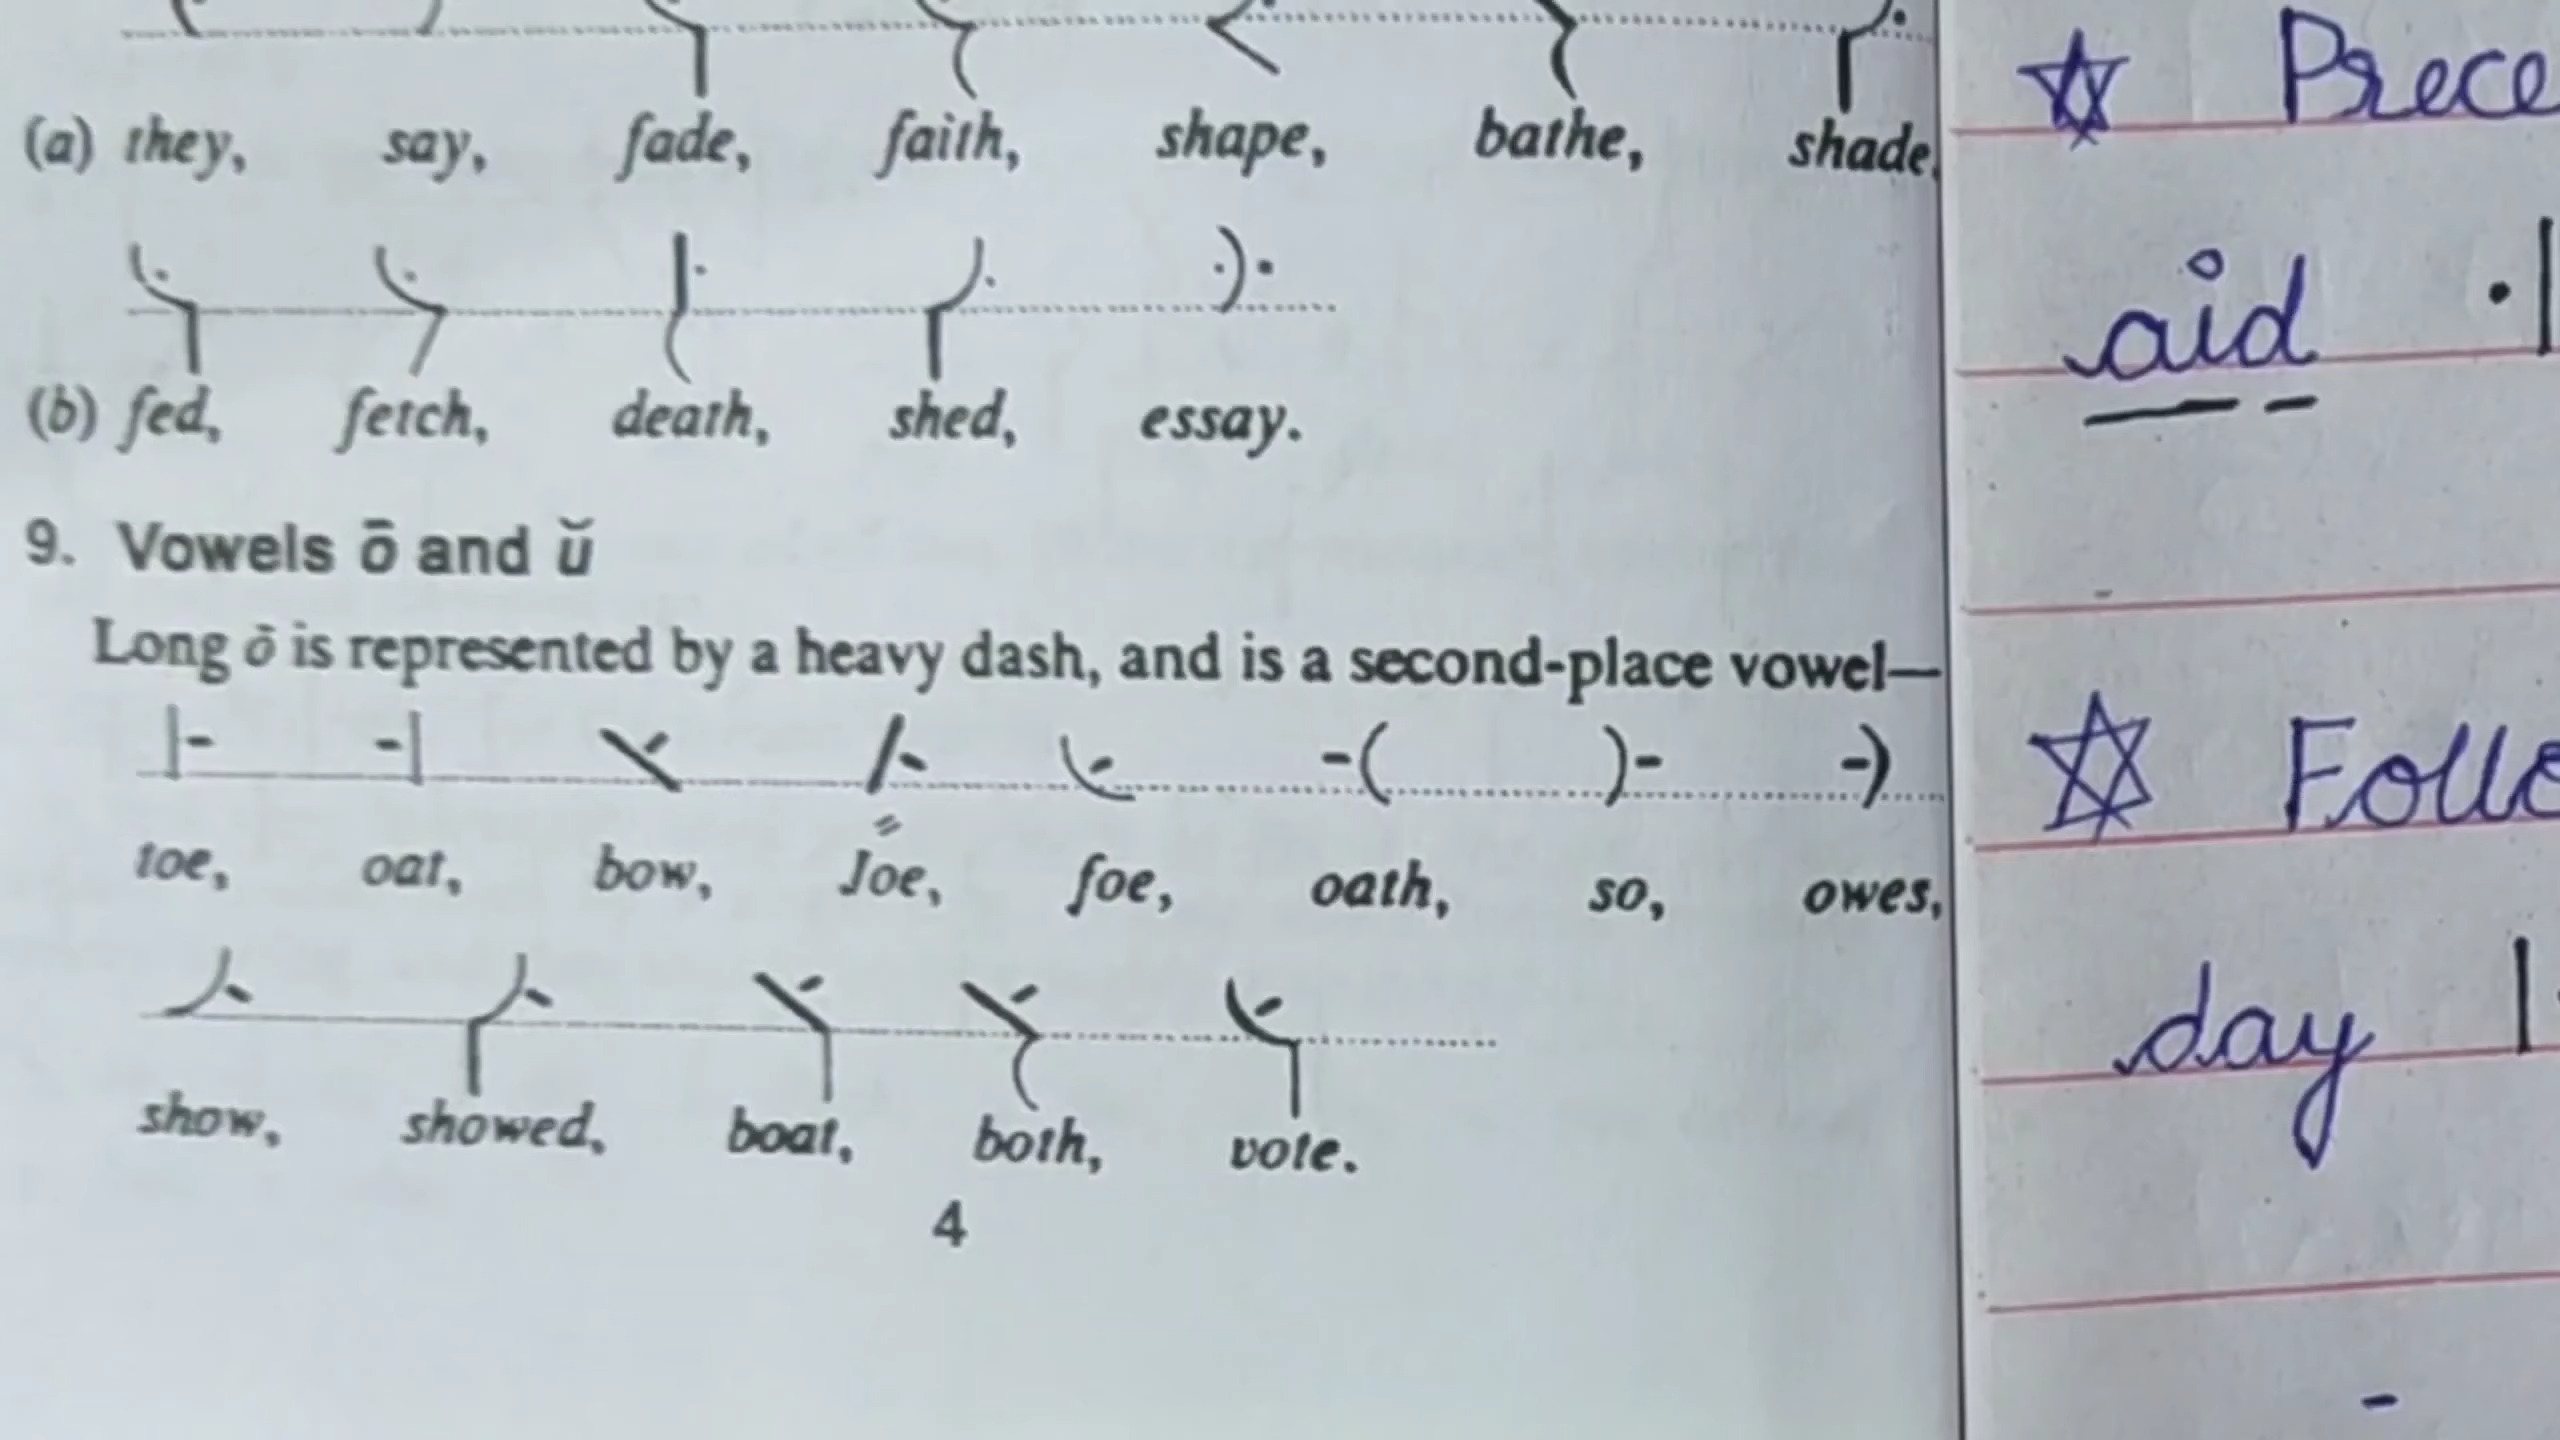 (a) they, say, fade, faith, shape, bathe, shade,
(b) fed, fetch, death, shed, essay.
9. Vowels ō and ŭ
Long ō is represented by a heavy dash, and is a second-place vowel—
toe, oat, bow, Joe, foe, oath, so, owes,
show, showed, boat, both, vote.
4
Prece
aid
Follo
day